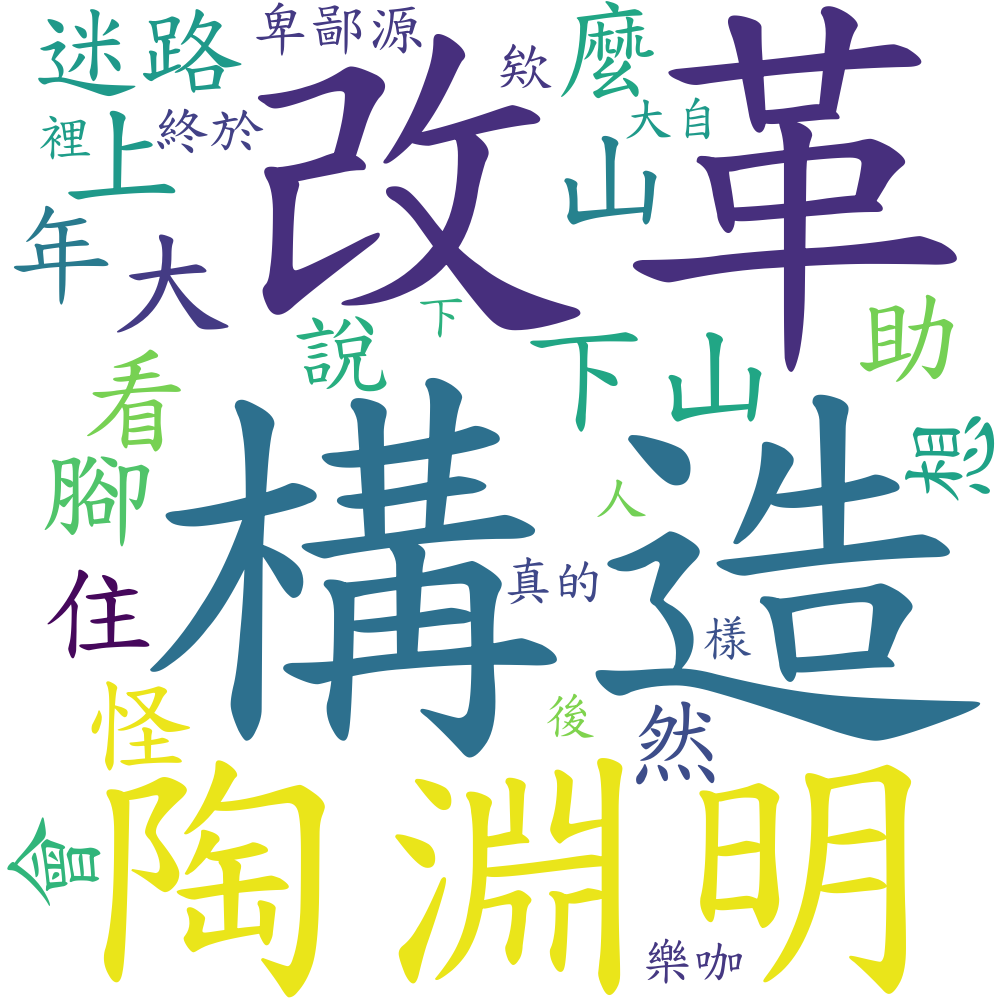 迷路
卑鄙源
欸
麼
改革
裡
上
終於
大自
山
年
大
下
說
下山
助
看
腳
構造
想
人
住
真的
樣
怪
後
然
會
陶淵明
樂咖